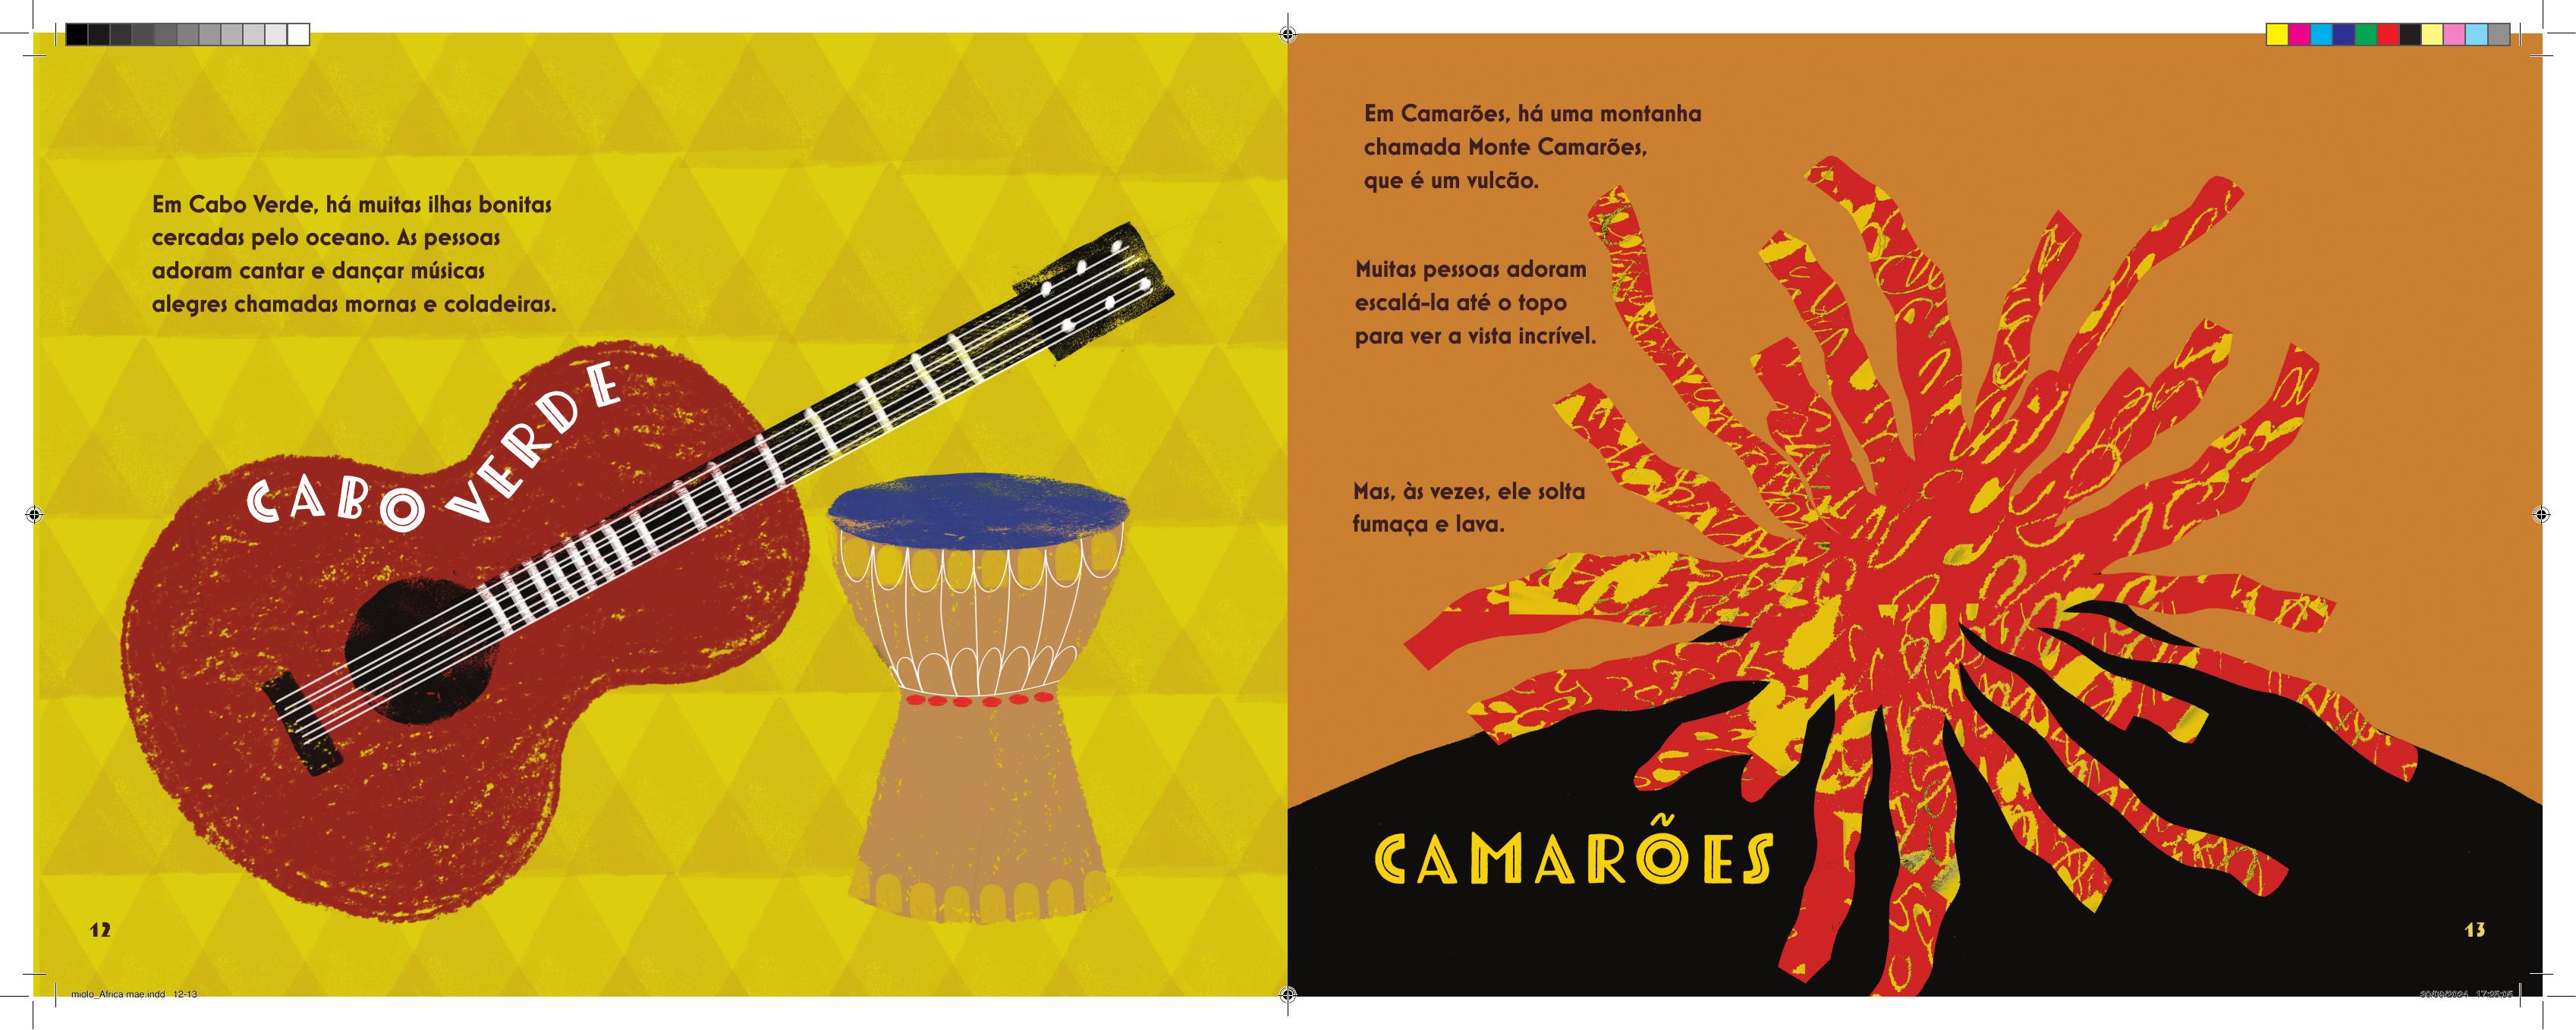 Em Cabo Verde, há muitas ilhas bonitas
cercadas pelo oceano. As pessoas
adoram cantar e dançar músicas
alegres chamadas mornas e coladeiras.
CABO VERDE
12
Em Camarões, há uma montanha
chamada Monte Camarões,
que é um vulcão.
Muitas pessoas adoram
escalá-la até o topo
para ver a vista incrível.
Mas, às vezes, ele solta
fumaça e lava.
CAMARÕES
13
miolo_Africa mae.indd 12-13